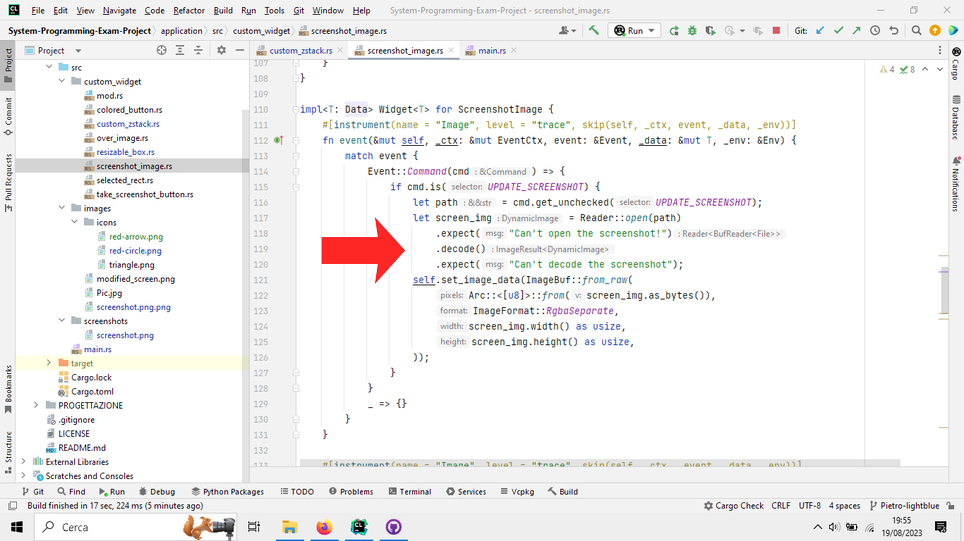 File Edit View Navigate Code Refactor Build Run Tools Git Window Help System-Programming-Exam-Project - screenshot_image.rs
System-Programming-Exam-Project application src custom_widget screenshot_image.rs Run Git:
Project
custom_zstack.rs screenshot_image.rs main.rs
Project
Commit
Pull Requests
Bookmarks
Structure
src
custom_widget
mod.rs
colored_button.rs
custom_zstack.rs
over_image.rs
resizable_box.rs
screenshot_image.rs
selected_rect.rs
take_screenshot_button.rs
images
icons
red-arrow.png
red-circle.png
triangle.png
modified_screen.png
Pic.jpg
screenshot.png.png
screenshots
screenshot.png
main.rs
target
Cargo.lock
Cargo.toml
PROGETTAZIONE
.gitignore
LICENSE
README.md
External Libraries
Scratches and Consoles
4 8
107 }
108 }
109
110 impl<T: Data> Widget<T> for ScreenshotImage {
111 #[instrument(name = "Image", level = "trace", skip(self, _ctx, event, _data, _env))]
112 fn event(&mut self, _ctx: &mut EventCtx, event: &Event, _data: &mut T, _env: &Env) {
113 match event {
114 Event::Command(cmd : &Command ) => {
115 if cmd.is( selector: UPDATE_SCREENSHOT) {
116 let path : &&str = cmd.get_unchecked( selector: UPDATE_SCREENSHOT);
117 let screen_img : DynamicImage = Reader::open(path)
118 .expect( msg: "Can't open the screenshot!") : Reader<BufReader<File>>
119 .decode() : ImageResult<DynamicImage>
120 .expect( msg: "Can't decode the screenshot");
121 self.set_image_data(ImageBuf::from_raw(
122 pixels: Arc::<[u8]>::from( v: screen_img.as_bytes()),
123 format: ImageFormat::RgbaSeparate,
124 width: screen_img.width() as usize,
125 height: screen_img.height() as usize,
126 ));
127 }
128 }
129 _ => {}
130 }
131 }
132
133 #[instrument(name = "Image", level = "trace", skip(self, _ctx, _event, _data, _env))]
Cargo
Database
Notifications
Git Find Run Debug Python Packages TODO Problems Terminal Services Vcpkg Build
Build finished in 17 sec, 224 ms (5 minutes ago) Cargo Check CRLF UTF-8 4 spaces Pietro-lightblue
Cerca
19:55
19/08/2023